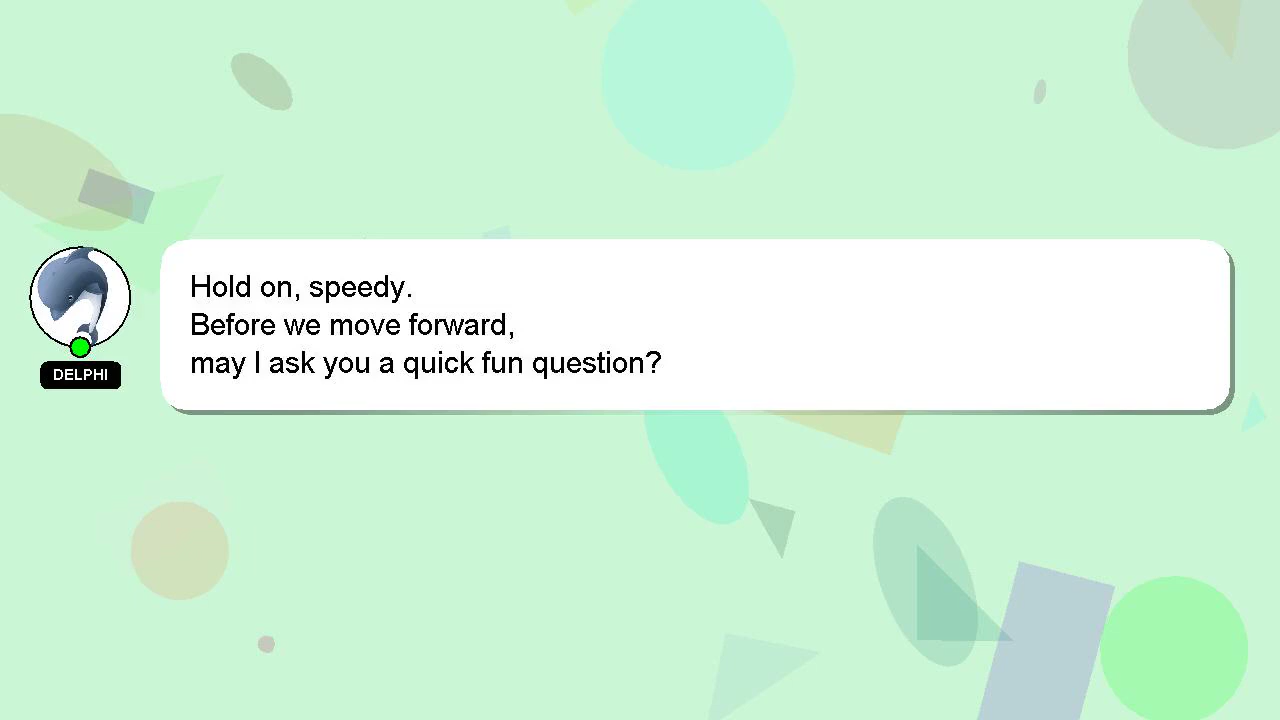 Hold on, speedy.
Before we move forward,
may I ask you a quick fun question?
DELPHI